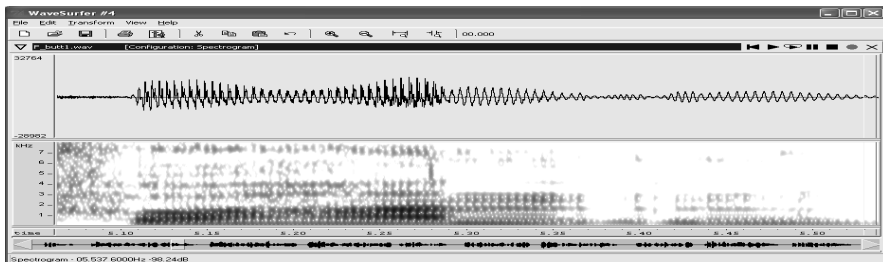 WaveSurfer #4
File Edit Transform View Help
00.000
F_butt1.wav [Configuration: Spectrogram]
32764
-28982
kHz
7
6
5
4
3
2
1
time 5.10 5.15 5.20 5.25 5.30 5.35 5.40 5.45 5.50
Spectrogram - 05.537 6000Hz -98.24dB